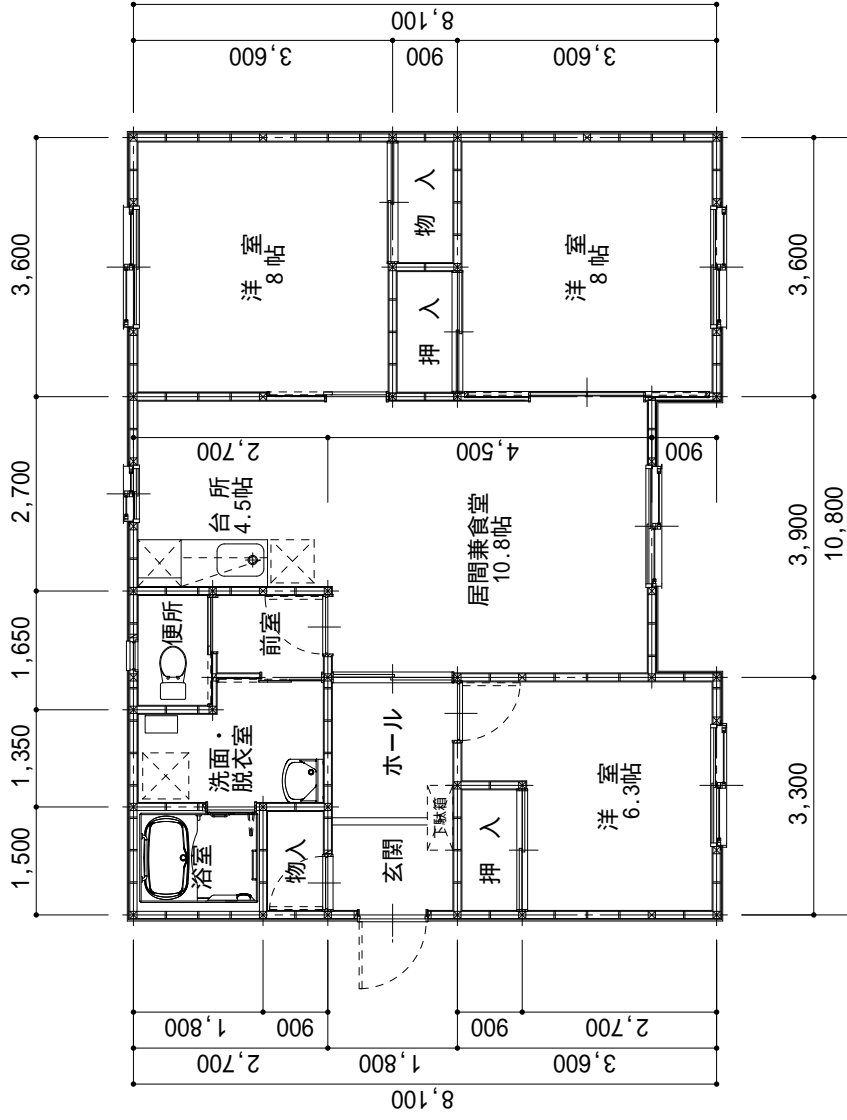 8,100
3,600
900
3,600
3,600
2,700
1,650
1,350
1,500
洋 室
8帖
物 入
押 入
洋 室
8帖
2,700
4,500
900
台 所
4.5帖
居間兼食堂
10.8帖
便所
前室
洗面・
脱衣室
ホール
下駄箱
浴室
物入
玄関
押 入
洋 室
6.3帖
3,600
3,900
3,300
10,800
1,800
900
900
2,700
2,700
1,800
3,600
8,100